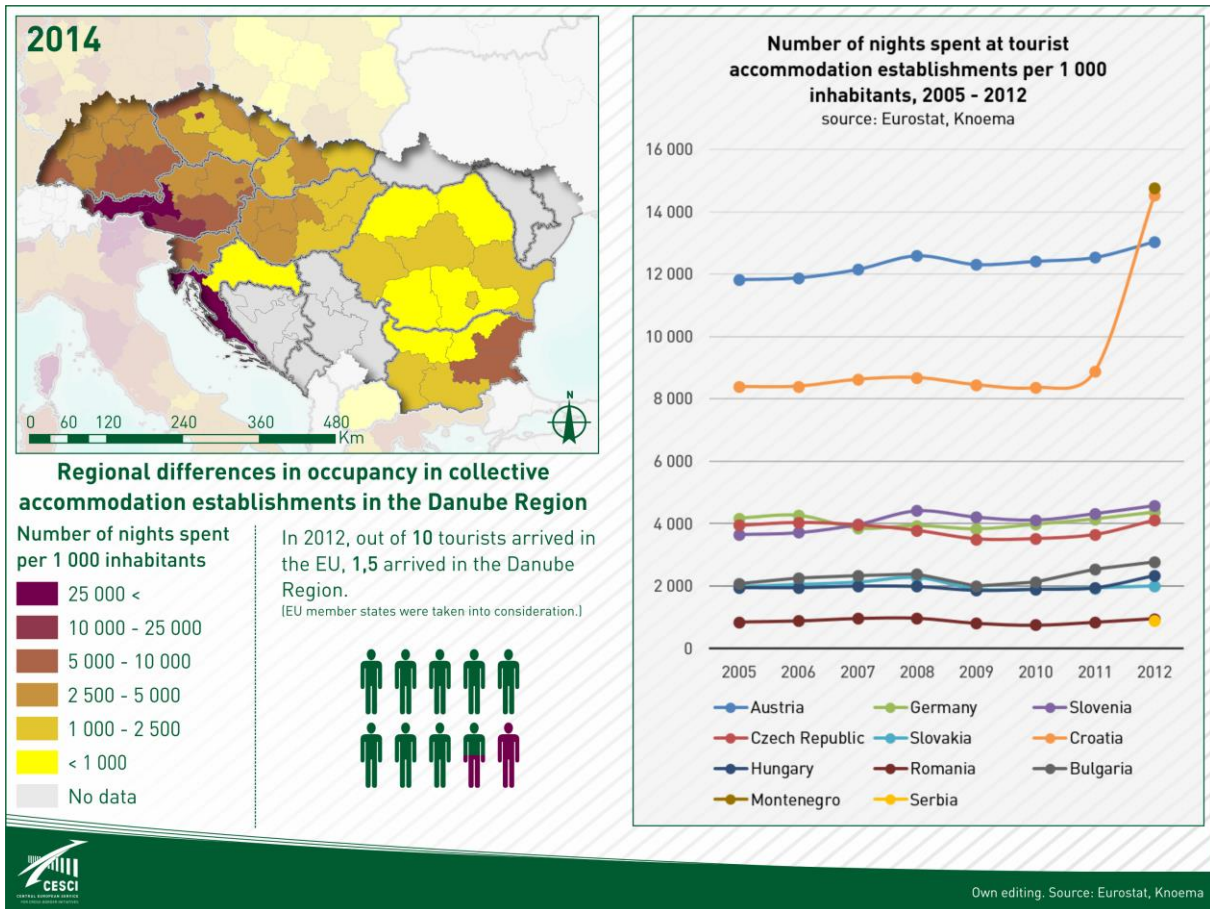 2014
0 60 120 240 360 480
Km
N
Regional differences in occupancy in collective
accommodation establishments in the Danube Region
Number of nights spent
per 1 000 inhabitants
25 000 <
10 000 - 25 000
5 000 - 10 000
2 500 - 5 000
1 000 - 2 500
< 1 000
No data
In 2012, out of 10 tourists arrived in
the EU, 1,5 arrived in the Danube
Region.
(EU member states were taken into consideration.)
Number of nights spent at tourist
accommodation establishments per 1 000
inhabitants, 2005 - 2012
source: Eurostat, Knoema
16 000
14 000
12 000
10 000
8 000
6 000
4 000
2 000
0
2005 2006 2007 2008 2009 2010 2011 2012
Austria Germany Slovenia
Czech Republic Slovakia Croatia
Hungary Romania Bulgaria
Montenegro Serbia
CESCI
CENTRAL EUROPEAN SERVICE
FOR CROSS-BORDER INITIATIVES
Own editing. Source: Eurostat, Knoema